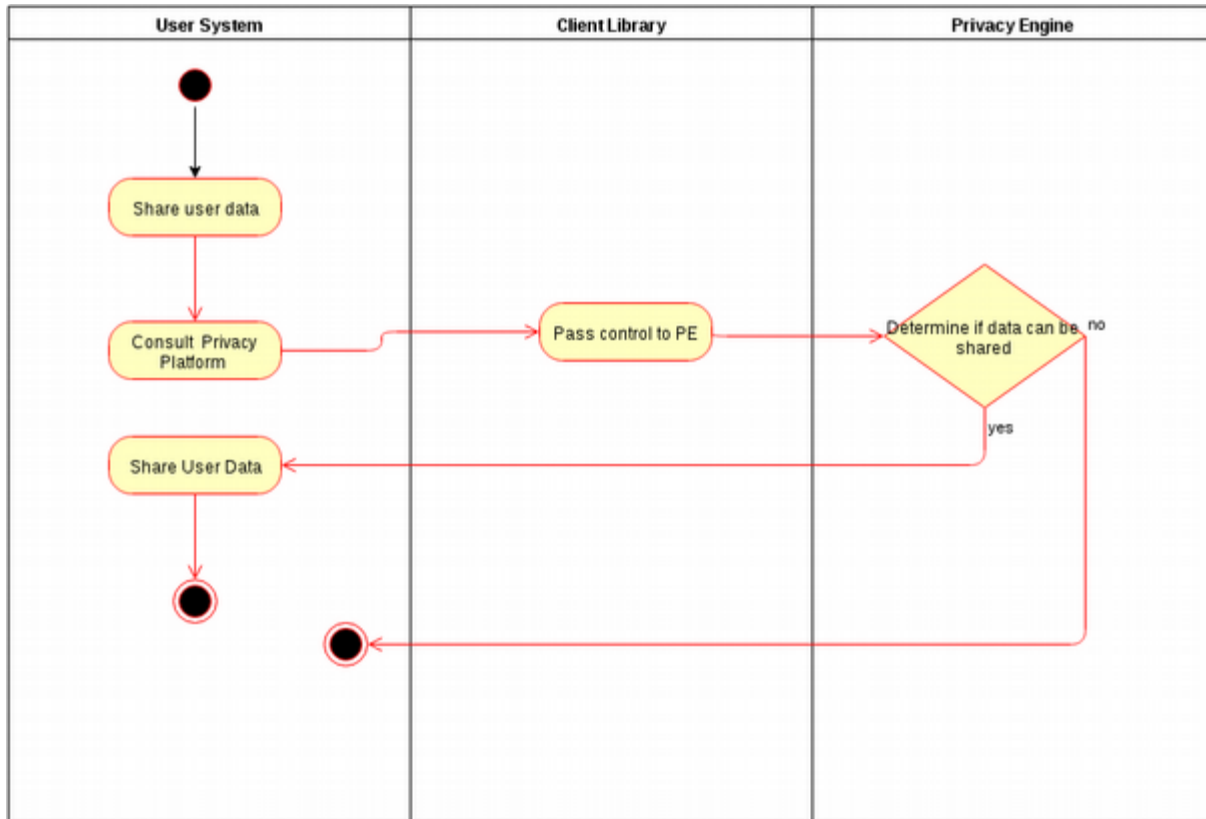 User System
Client Library
Privacy Engine
Share user data
Consult Privacy
Platform
Pass control to PE
Determine if data can be
shared
no
yes
Share User Data